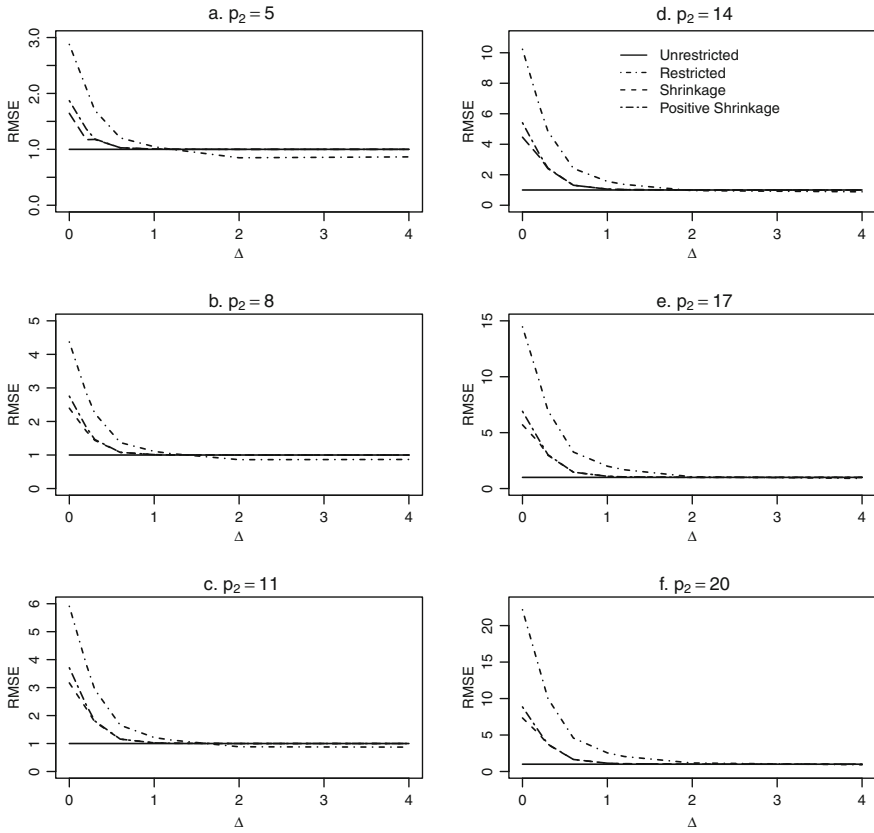 a. p₂ = 5
RMSE
3.0
2.0
1.0
0.0
0 1 2 3 4
Δ
b. p₂ = 8
RMSE
5
4
3
2
1
0
0 1 2 3 4
Δ
c. p₂ = 11
RMSE
6
5
4
3
2
1
0
0 1 2 3 4
Δ
d. p₂ = 14
Unrestricted
Restricted
Shrinkage
Positive Shrinkage
RMSE
10
8
6
4
2
0
0 1 2 3 4
Δ
e. p₂ = 17
RMSE
15
10
5
0
0 1 2 3 4
Δ
f. p₂ = 20
RMSE
20
15
10
5
0
0 1 2 3 4
Δ